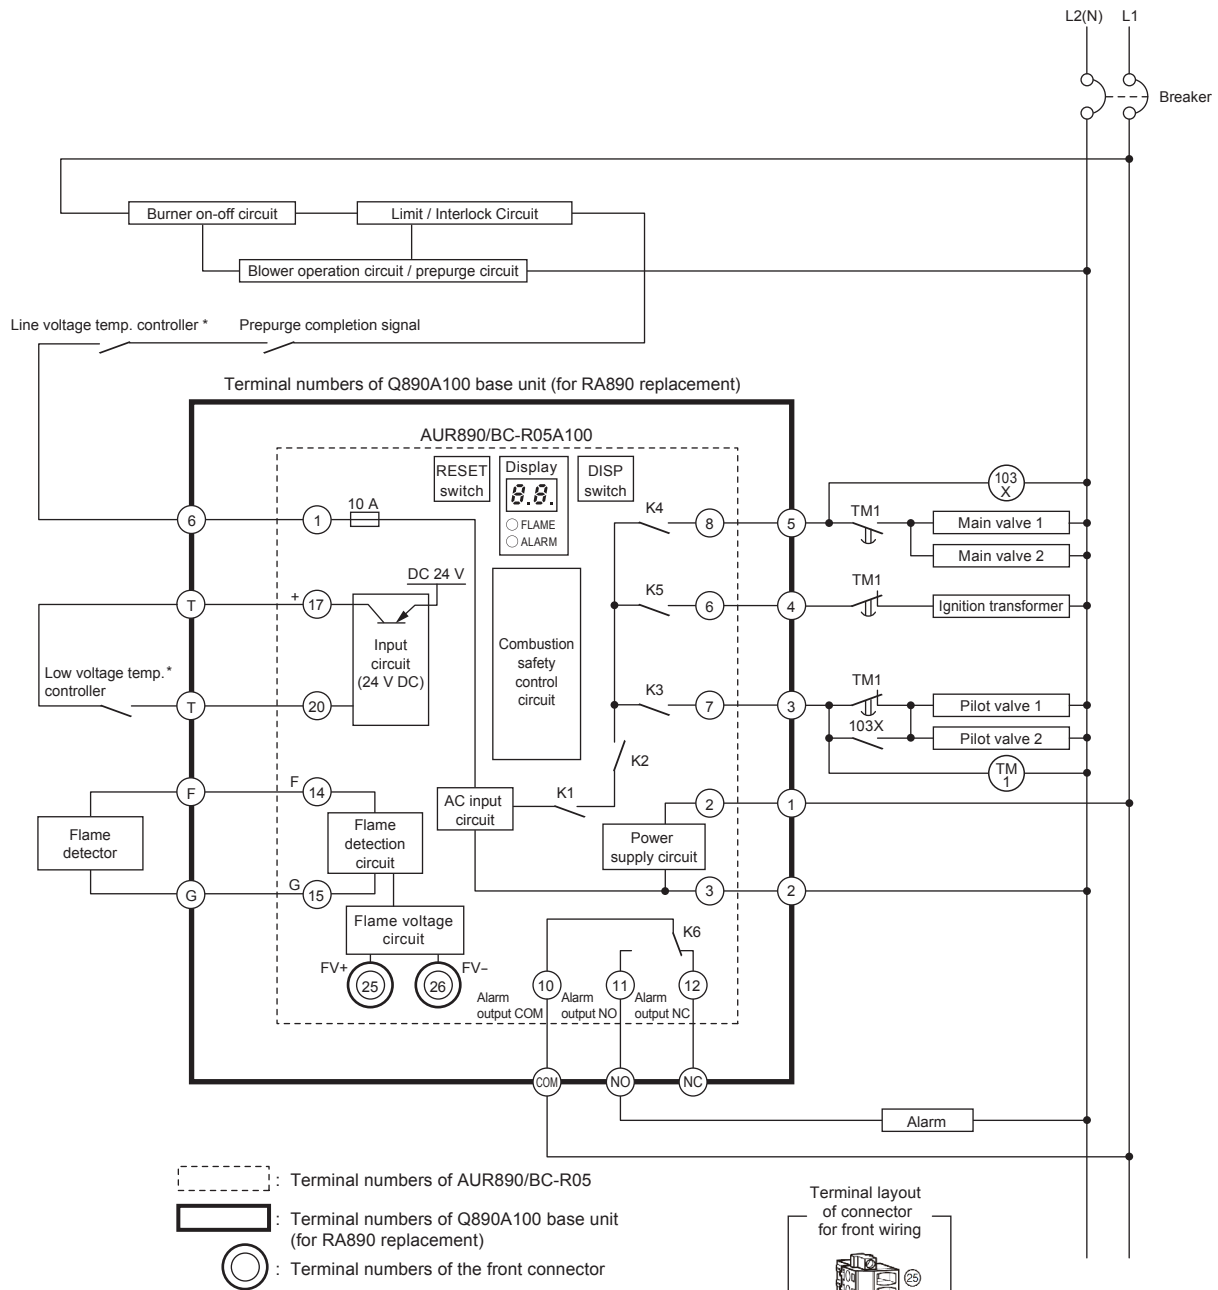 L2(N) L1
Breaker
Burner on-off circuit
Limit / Interlock Circuit
Blower operation circuit / prepurge circuit
Line voltage temp. controller *
Prepurge completion signal
Terminal numbers of Q890A100 base unit (for RA890 replacement)
AUR890/BC-R05A100
RESET
switch
Display
8.8.
FLAME
ALARM
DISP
switch
103
X
6
1
10 A
K4
8
5
TM1
Main valve 1
Main valve 2
DC 24 V
T
+
17
Input
circuit
(24 V DC)
K5
6
4
TM1
Ignition transformer
Combustion
safety
control
circuit
Low voltage temp. *
controller
T
20
K3
7
3
TM1
Pilot valve 1
103X
Pilot valve 2
K2
TM
1
F
F
14
AC input
circuit
K1
2
1
Flame
detector
Flame
detection
circuit
Power
supply circuit
G
G
15
3
2
Flame voltage
circuit
K6
FV+
25
26
FV−
10
11
12
Alarm
output COM
Alarm
output NO
Alarm
output NC
COM
NO
NC
Alarm
: Terminal numbers of AUR890/BC-R05
: Terminal numbers of Q890A100 base unit
(for RA890 replacement)
: Terminal numbers of the front connector
Terminal layout
of connector
for front wiring
25